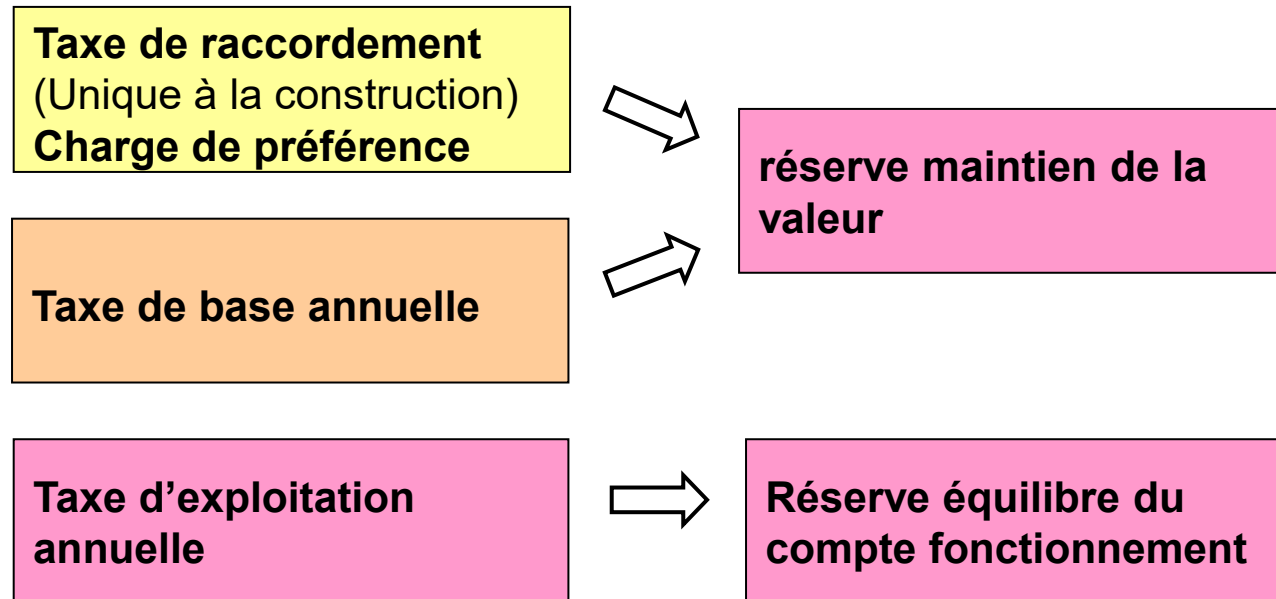 Taxe de raccordement
(Unique à la construction)
Charge de préférence
réserve maintien de la
valeur
Taxe de base annuelle
Taxe d’exploitation
annuelle
Réserve équilibre du
compte fonctionnement